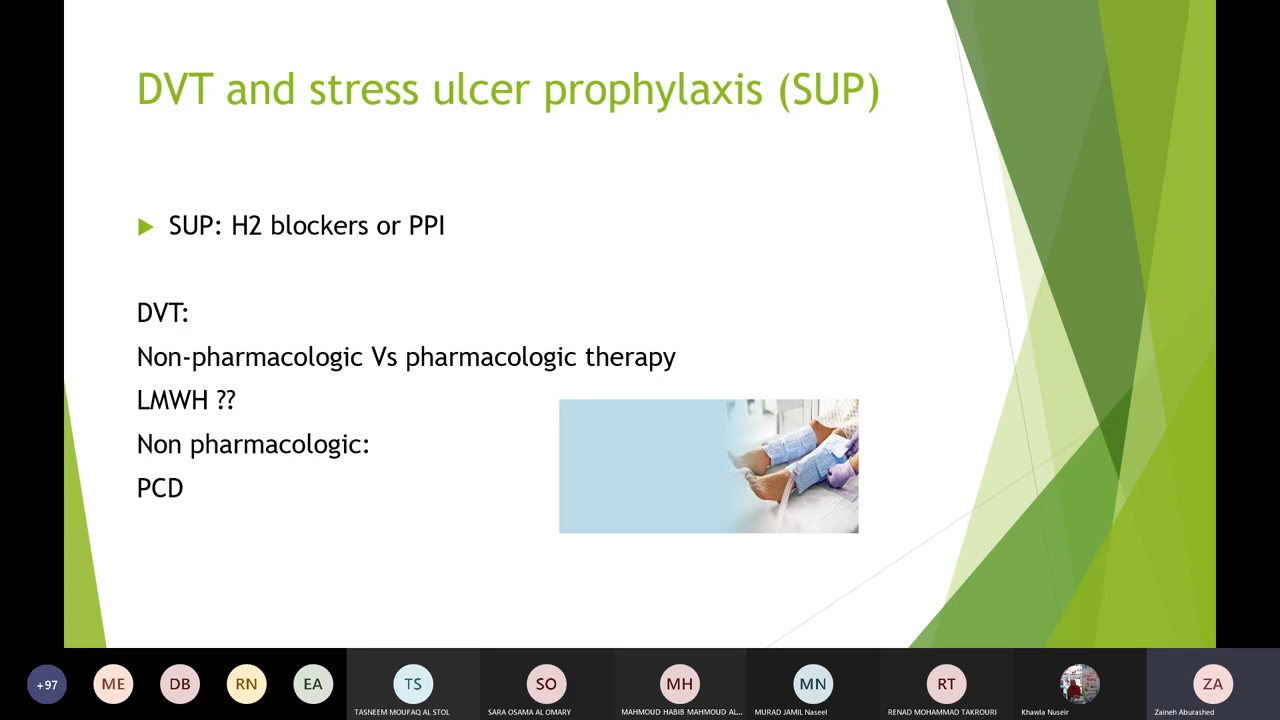 DVT and stress ulcer prophylaxis (SUP)
SUP: H2 blockers or PPI
DVT:
Non-pharmacologic Vs pharmacologic therapy
LMWH ??
Non pharmacologic:
PCD
+97
ME
DB
RN
EA
TS
SO
MH
MN
RT
ZA
TASNEEM MOUFAQ AL STOL
SARA OSAMA AL OMARY
MAHMOUD HABIB MAHMOUD AL...
MURAD JAMIL Naseel
RENAD MOHAMMAD TAKROURI
Khawla Nuseir
Zaineh Aburashed